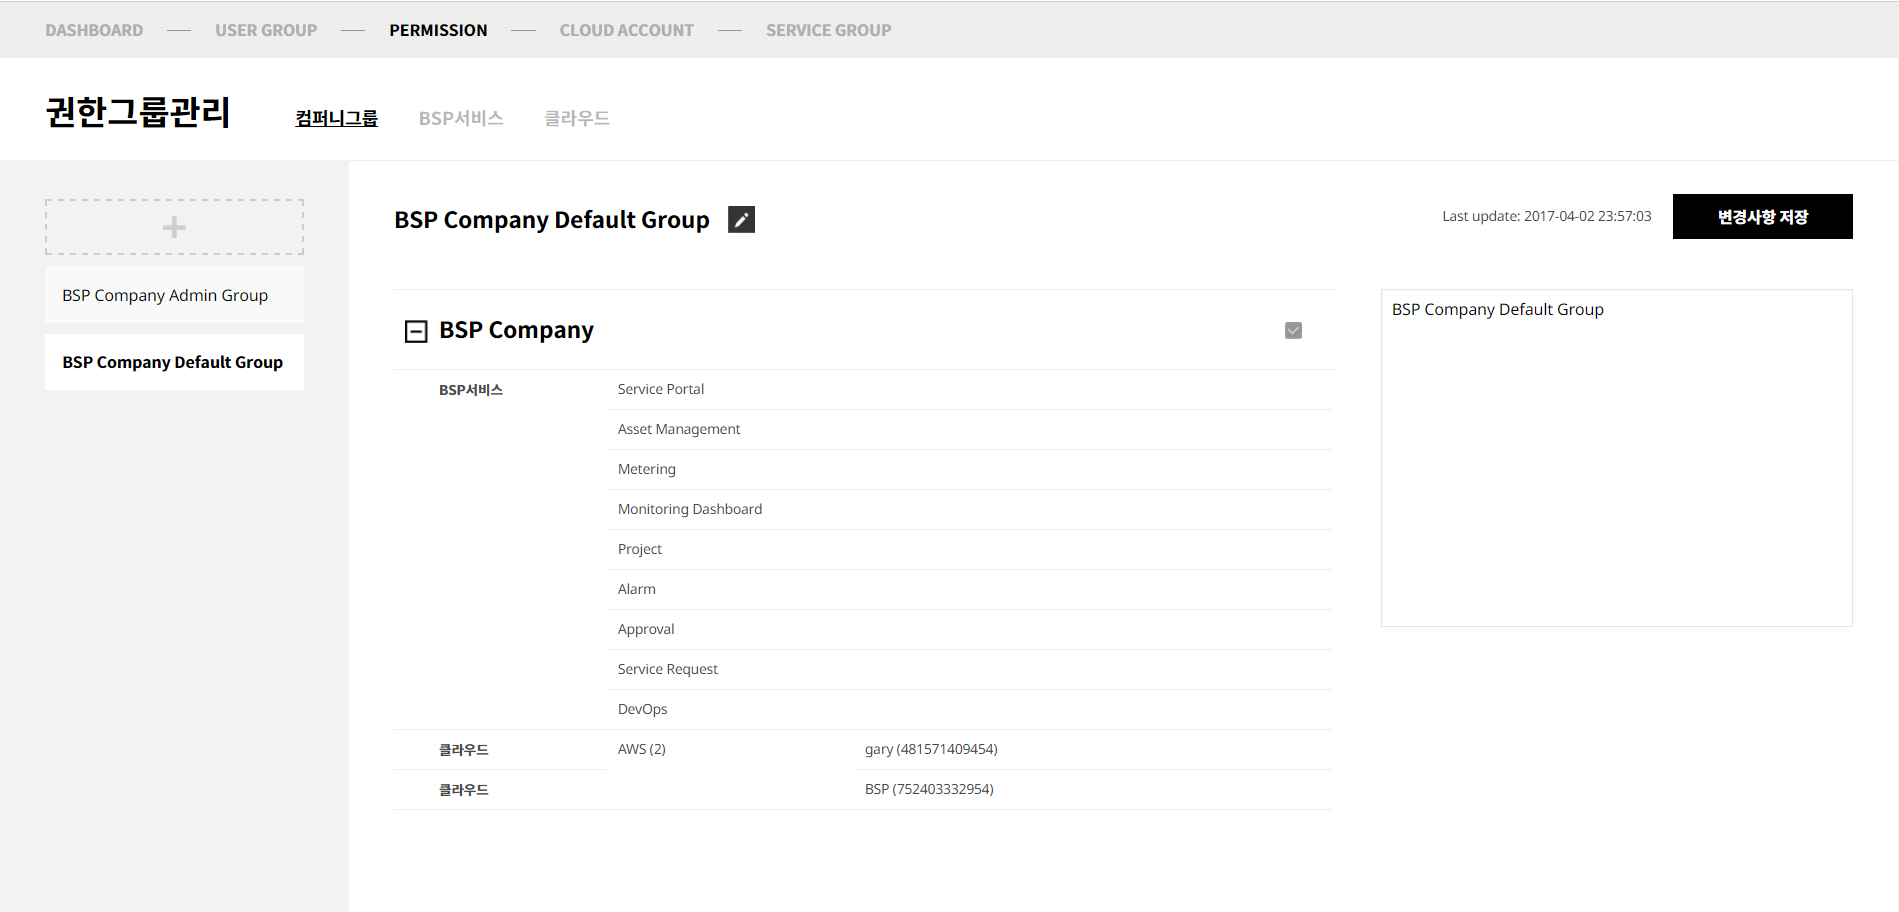 DASHBOARD USER GROUP PERMISSION CLOUD ACCOUNT SERVICE GROUP
권한그룹관리 컴퍼니그룹 BSP서비스 클라우드
BSP Company Admin Group
BSP Company Default Group
BSP Company Default Group
Last update: 2017-04-02 23:57:03 변경사항 저장
BSP Company
BSP서비스 Service Portal
Asset Management
Metering
Monitoring Dashboard
Project
Alarm
Approval
Service Request
DevOps
클라우드 AWS (2) gary (481571409454)
클라우드 BSP (752403332954)
BSP Company Default Group